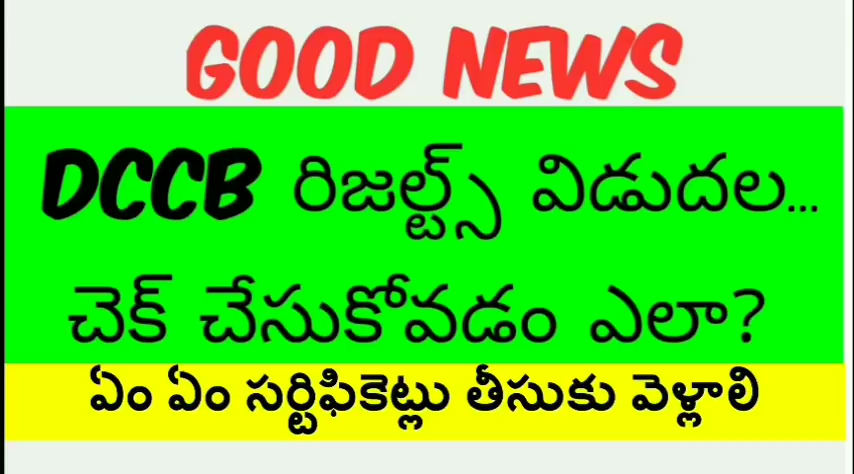 GOOD NEWS
DCCB రిజల్ట్స్ విడుదల...
చెక్ చేసుకోవడం ఎలా?
ఏం ఏం సర్టిఫికెట్లు తీసుకు వెళ్లాలి